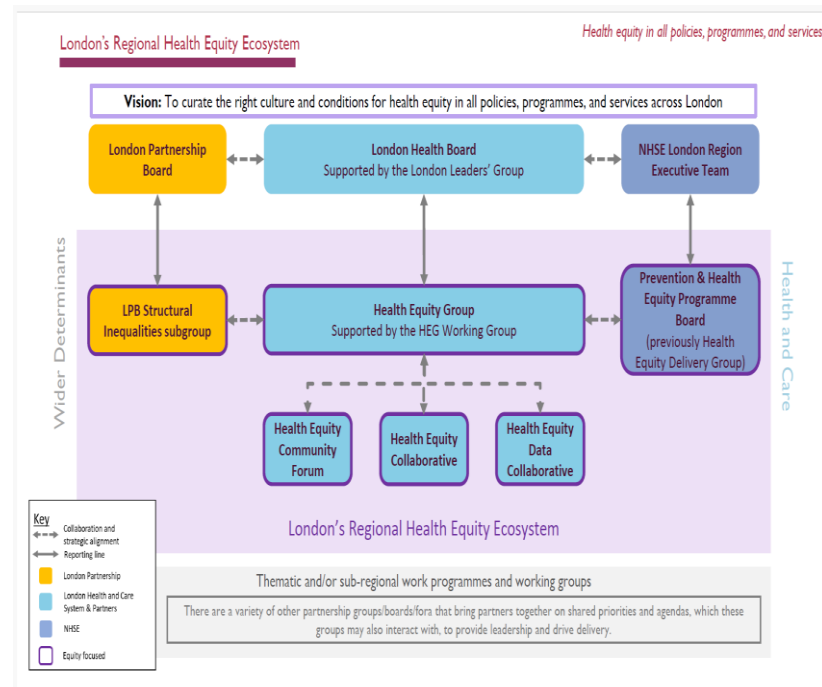 London's Regional Health Equity Ecosystem
Health equity in all policies, programmes, and services
Vision: To curate the right culture and conditions for health equity in all policies, programmes, and services across London
London Partnership
Board
London Health Board
Supported by the London Leaders' Group
NHSE London Region
Executive Team
Wider Determinants
Health and Care
LPB Structural
Inequalities subgroup
Health Equity Group
Supported by the HEG Working Group
Prevention & Health
Equity Programme
Board
(previously Health
Equity Delivery Group)
Health Equity
Community
Forum
Health Equity
Collaborative
Health Equity
Data
Collaborative
London's Regional Health Equity Ecosystem
Key
Collaboration and
strategic alignment
Reporting line
London Partnership
London Health and Care
System & Partners
NHSE
Equity focused
Thematic and/or sub-regional work programmes and working groups
There are a variety of other partnership groups/boards/fora that bring partners together on shared priorities and agendas, which these
groups may also interact with, to provide leadership and drive delivery.